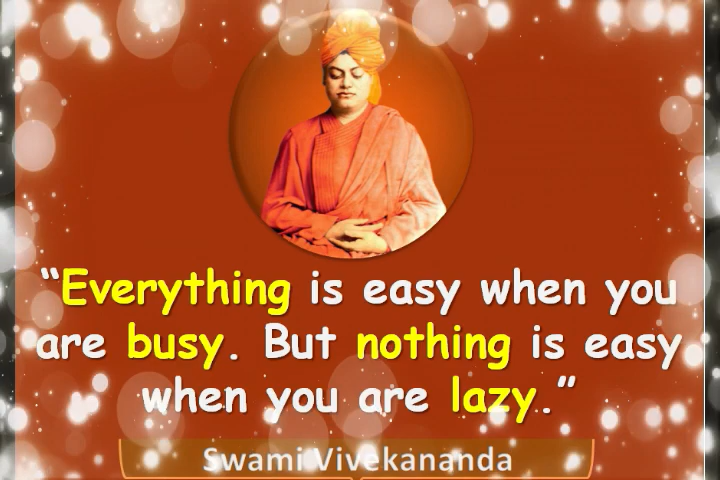 “Everything is easy when you
are busy. But nothing is easy
when you are lazy.”
Swami Vivekananda